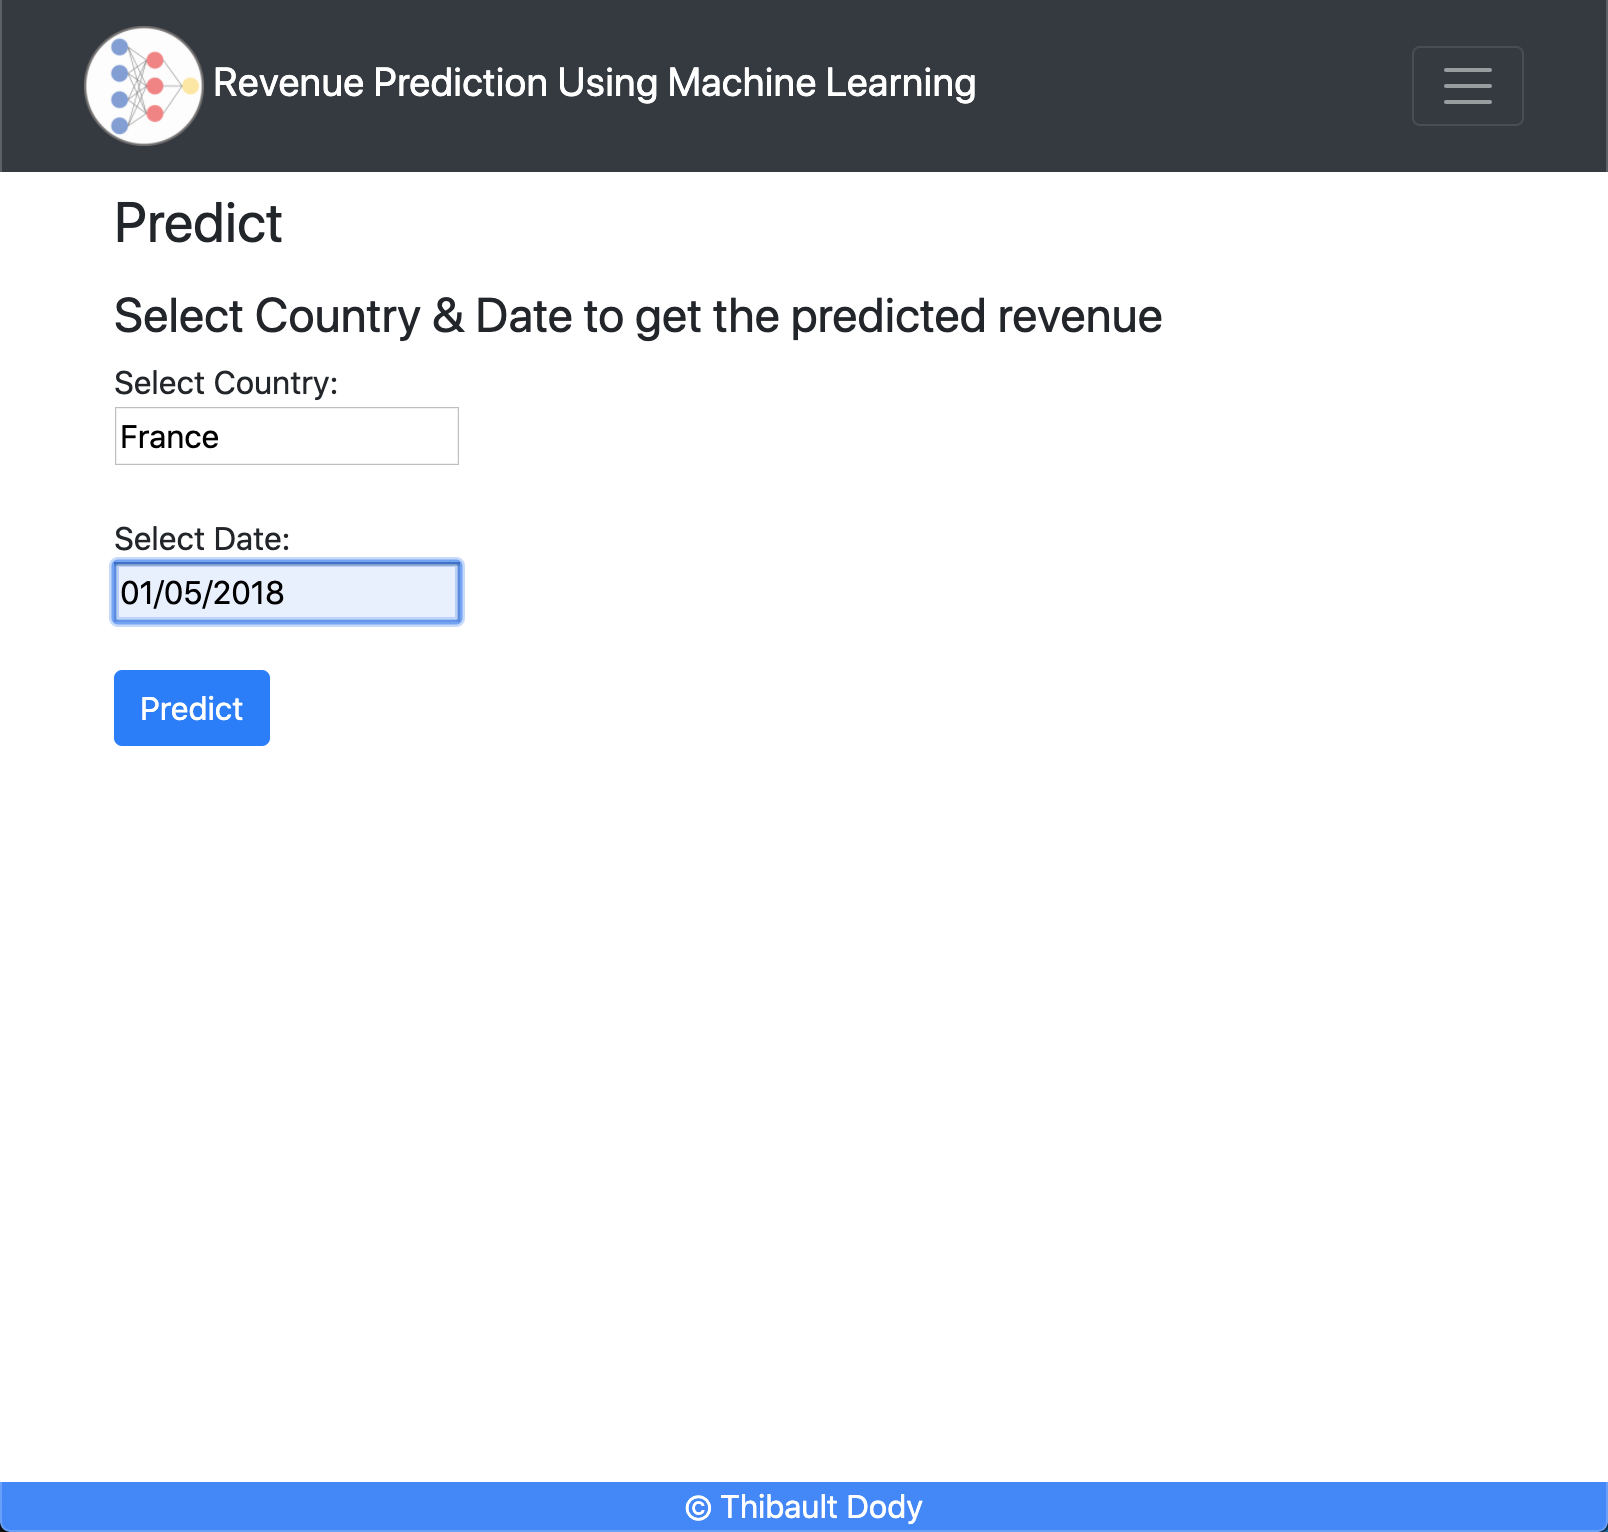 Revenue Prediction Using Machine Learning
Predict
Select Country & Date to get the predicted revenue
Select Country:
France
Select Date:
01/05/2018
Predict
© Thibault Dody